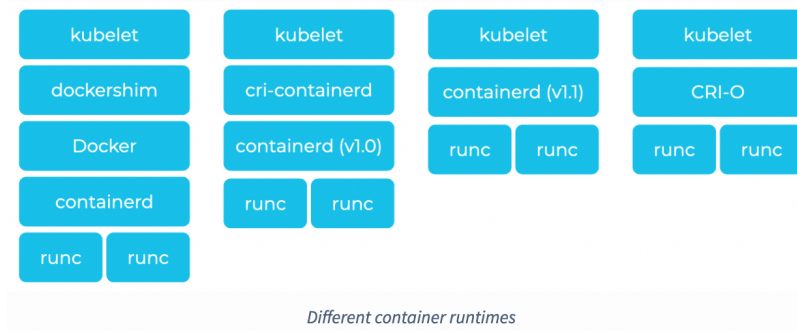 kubelet
dockershim
Docker
containerd
runc runc
kubelet
cri-containerd
containerd (v1.0)
runc runc
kubelet
containerd (v1.1)
runc runc
kubelet
CRI-O
runc runc
Different container runtimes